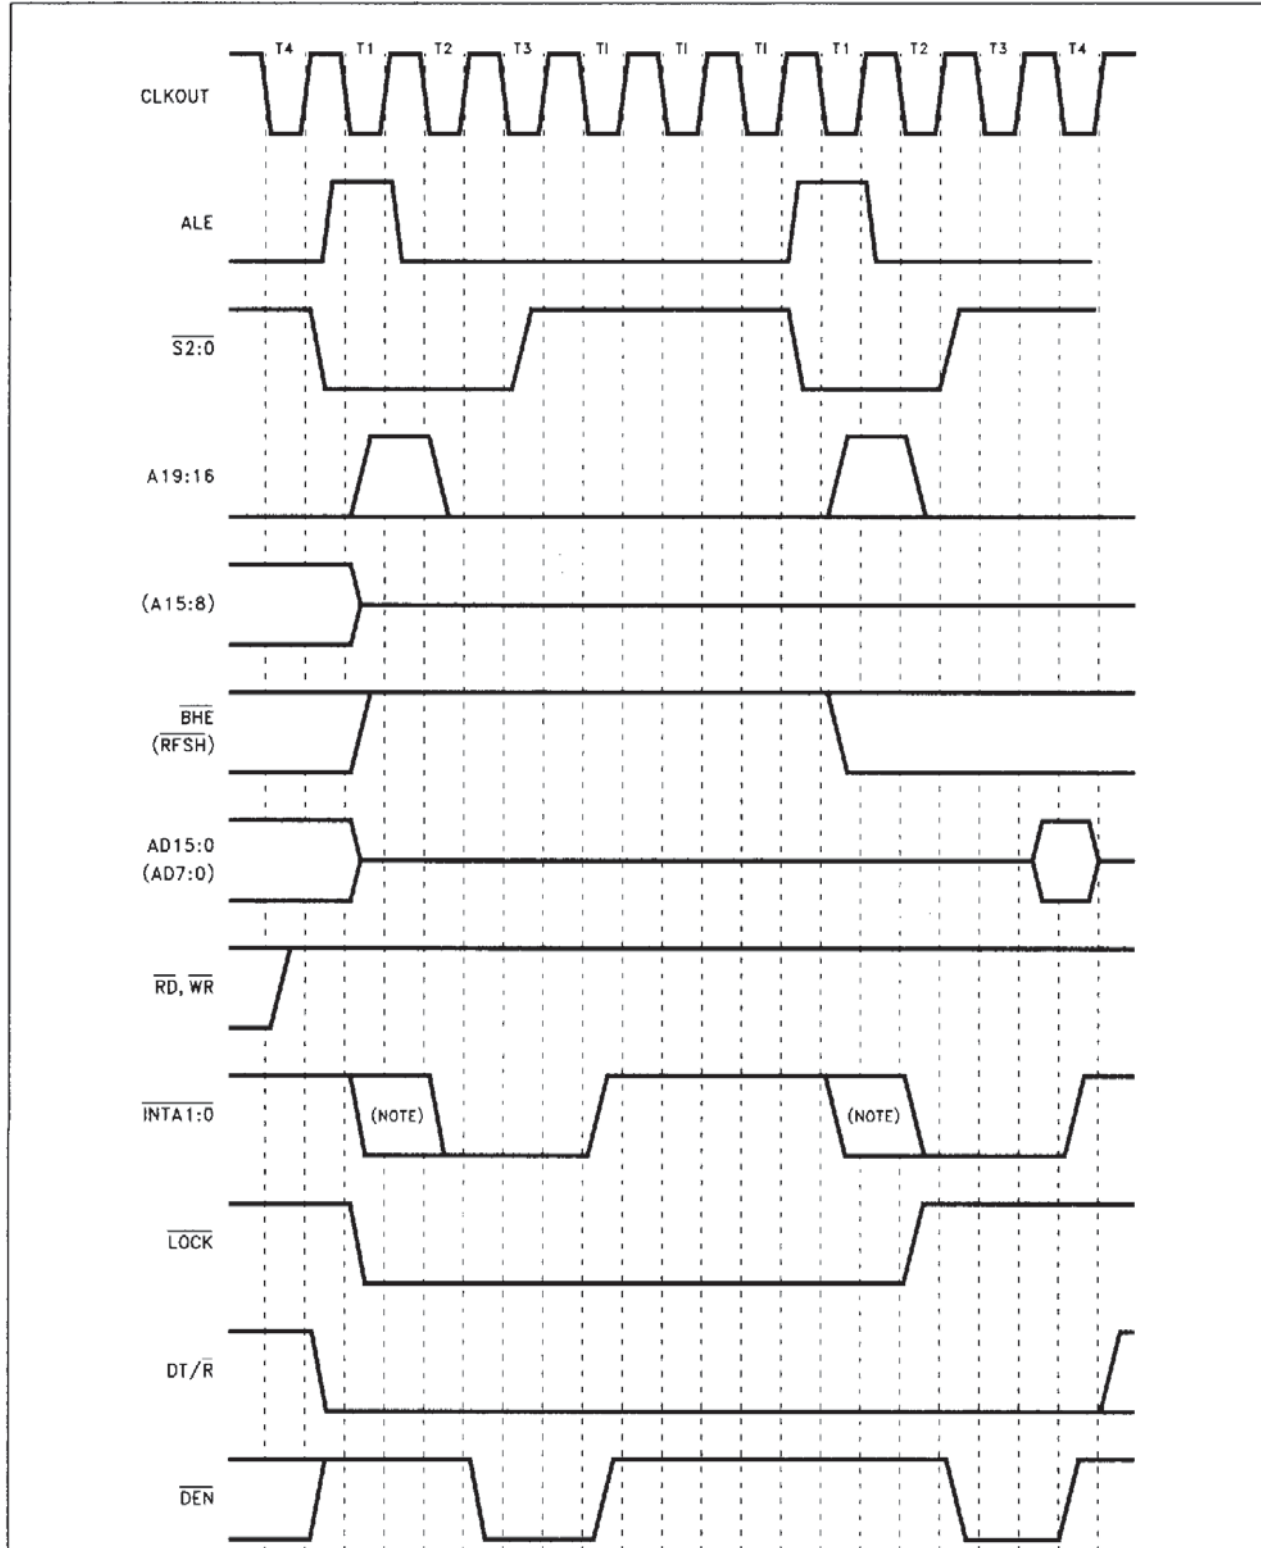 T4 T1 T2 T3 TI TI TI T1 T2 T3 T4
CLKOUT
ALE
S2:0
A19:16
(A15:8)
BHE
(RFSH)
AD15:0
(AD7:0)
RD, WR
INTA1:0
(NOTE) (NOTE)
LOCK
DT/R
DEN